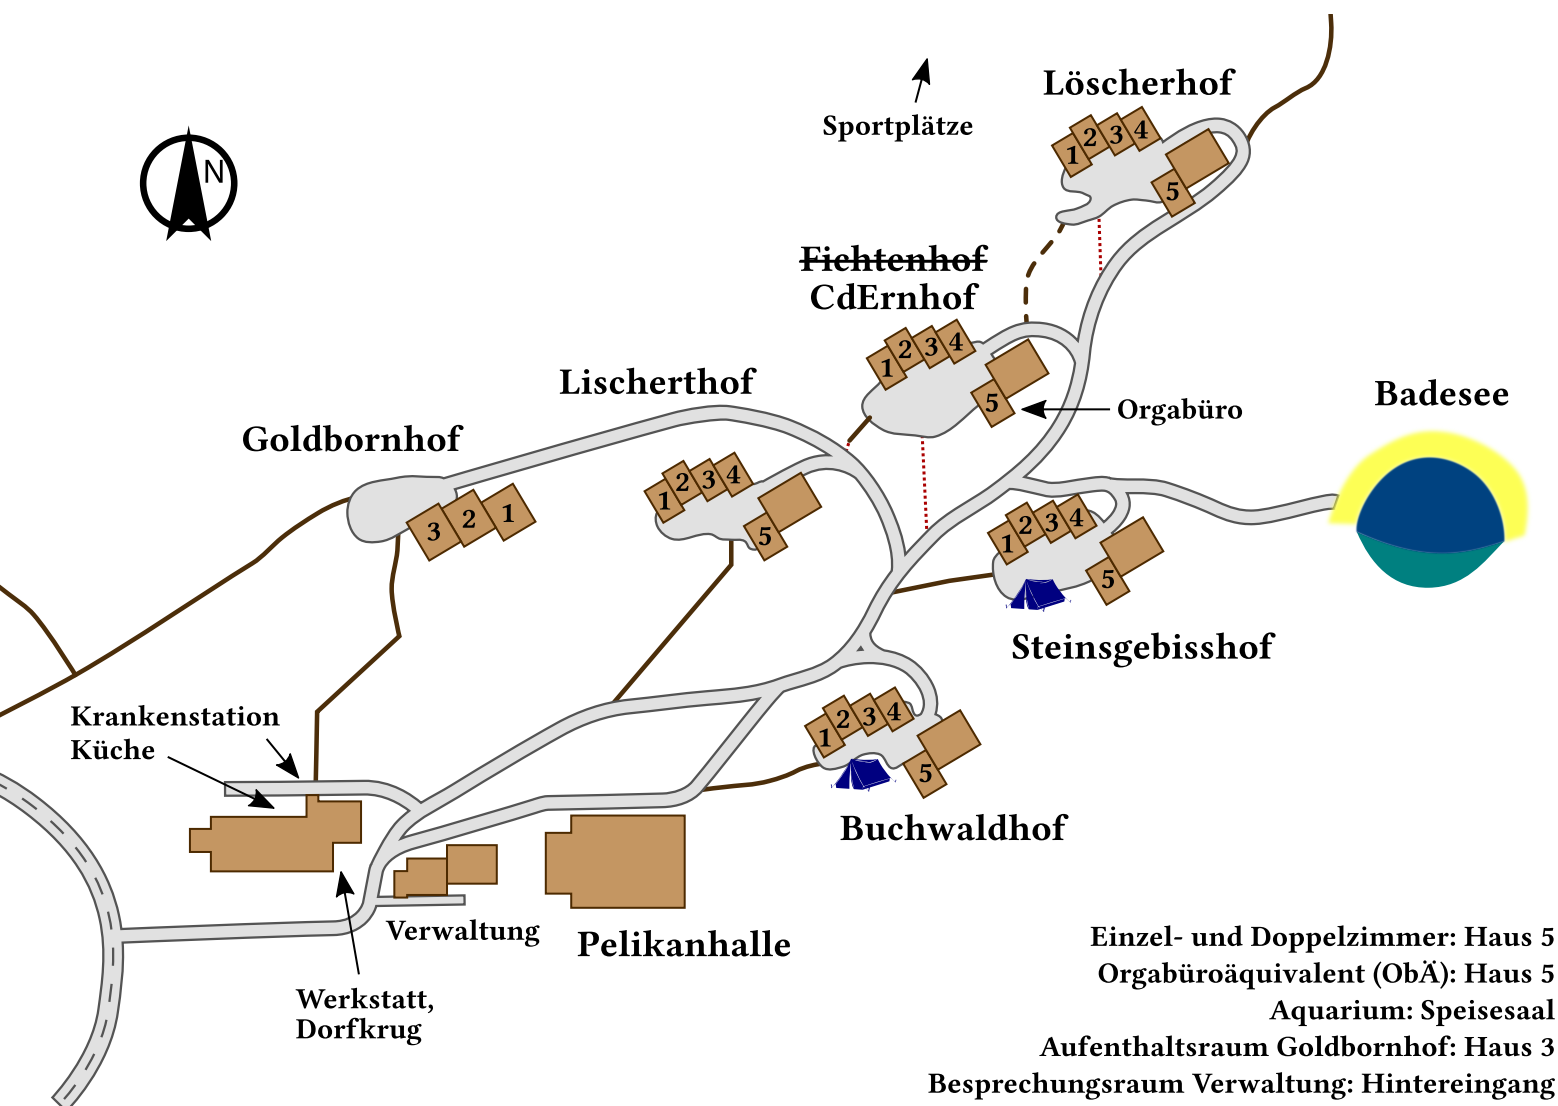 Löscherhof
1
2
3
4
5
Sportplätze
N
Fichtenhof
CdErnhof
1
2
3
4
5
Orgabüro
Badesee
Lischerthof
1
2
3
4
5
Goldbornhof
3
2
1
1
2
3
4
5
Steinsgebisshof
Krankenstation
Küche
1
2
3
4
5
Buchwaldhof
Verwaltung
Pelikanhalle
Werkstatt,
Dorfkrug
Einzel- und Doppelzimmer: Haus 5
Orgabüroäquivalent (ObÄ): Haus 5
Aquarium: Speisesaal
Aufenthaltsraum Goldbornhof: Haus 3
Besprechungsraum Verwaltung: Hintereingang